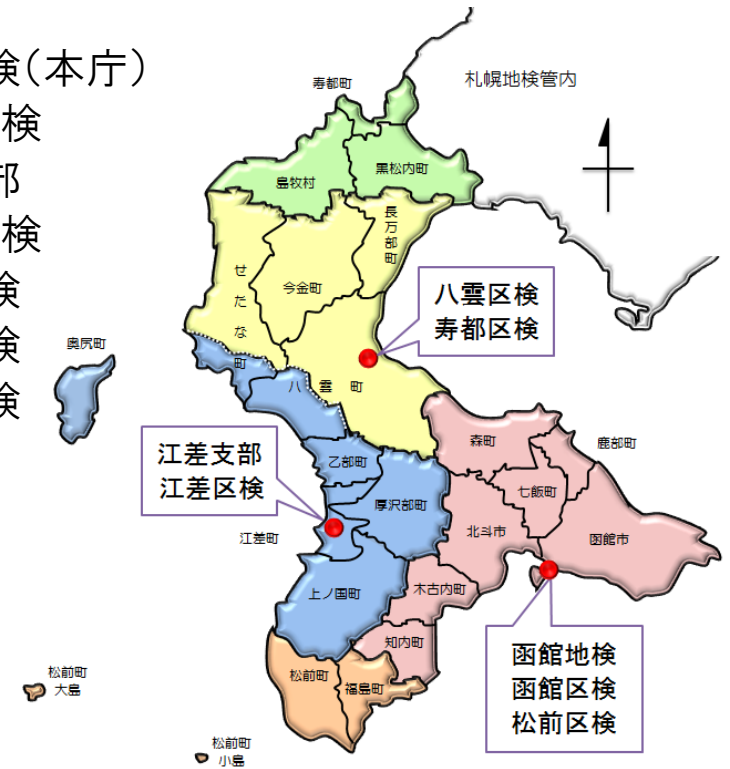 検(本庁)
検
部
検
検
検
検
札幌地検管内
寿都町
島牧村
黒松内町
長万部町
せたな
町
今金町
八雲区検
寿都区検
奥尻町
八雲町
江差支部
江差区検
乙部町
厚沢部町
江差町
上ノ国町
森町
鹿部町
七飯町
北斗市
函館市
木古内町
知内町
松前町
福島町
函館地検
函館区検
松前区検
松前町
大島
松前町
小島